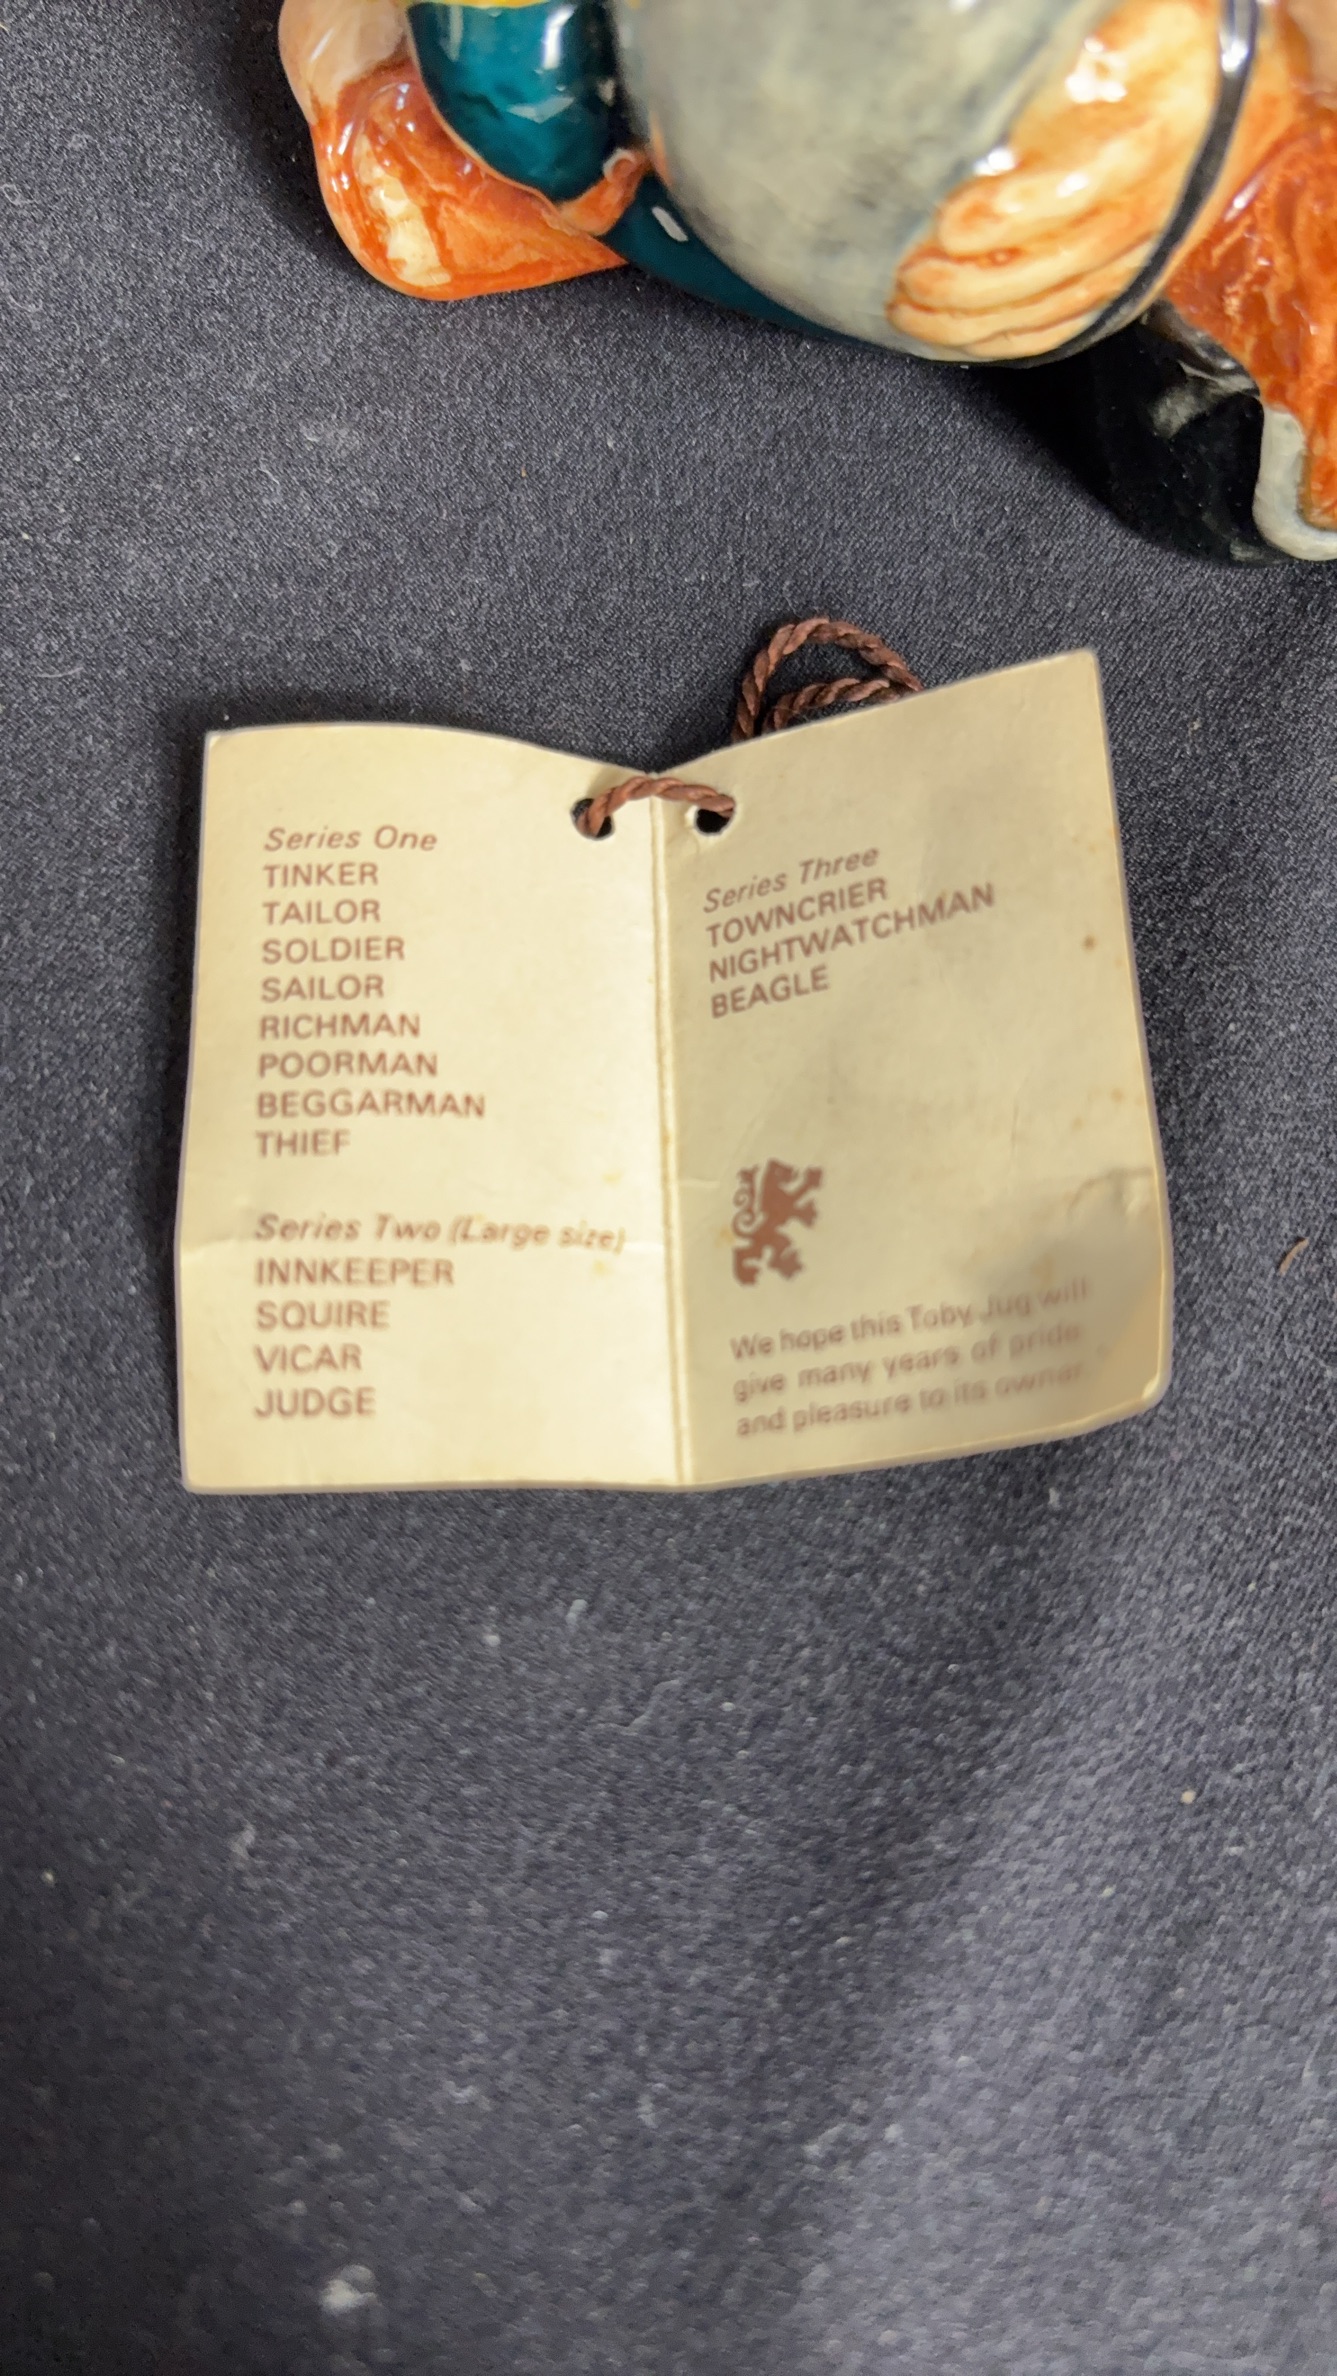 Series One
TINKER
TAILOR
SOLDIER
SAILOR
RICHMAN
POORMAN
BEGGARMAN
THIEF
Series Two (Large size)
INNKEEPER
SQUIRE
VICAR
JUDGE
Series Three
TOWNCRIER
NIGHTWATCHMAN
BEAGLE
We hope this Toby Jug will
give many years of pride
and pleasure to its owner.